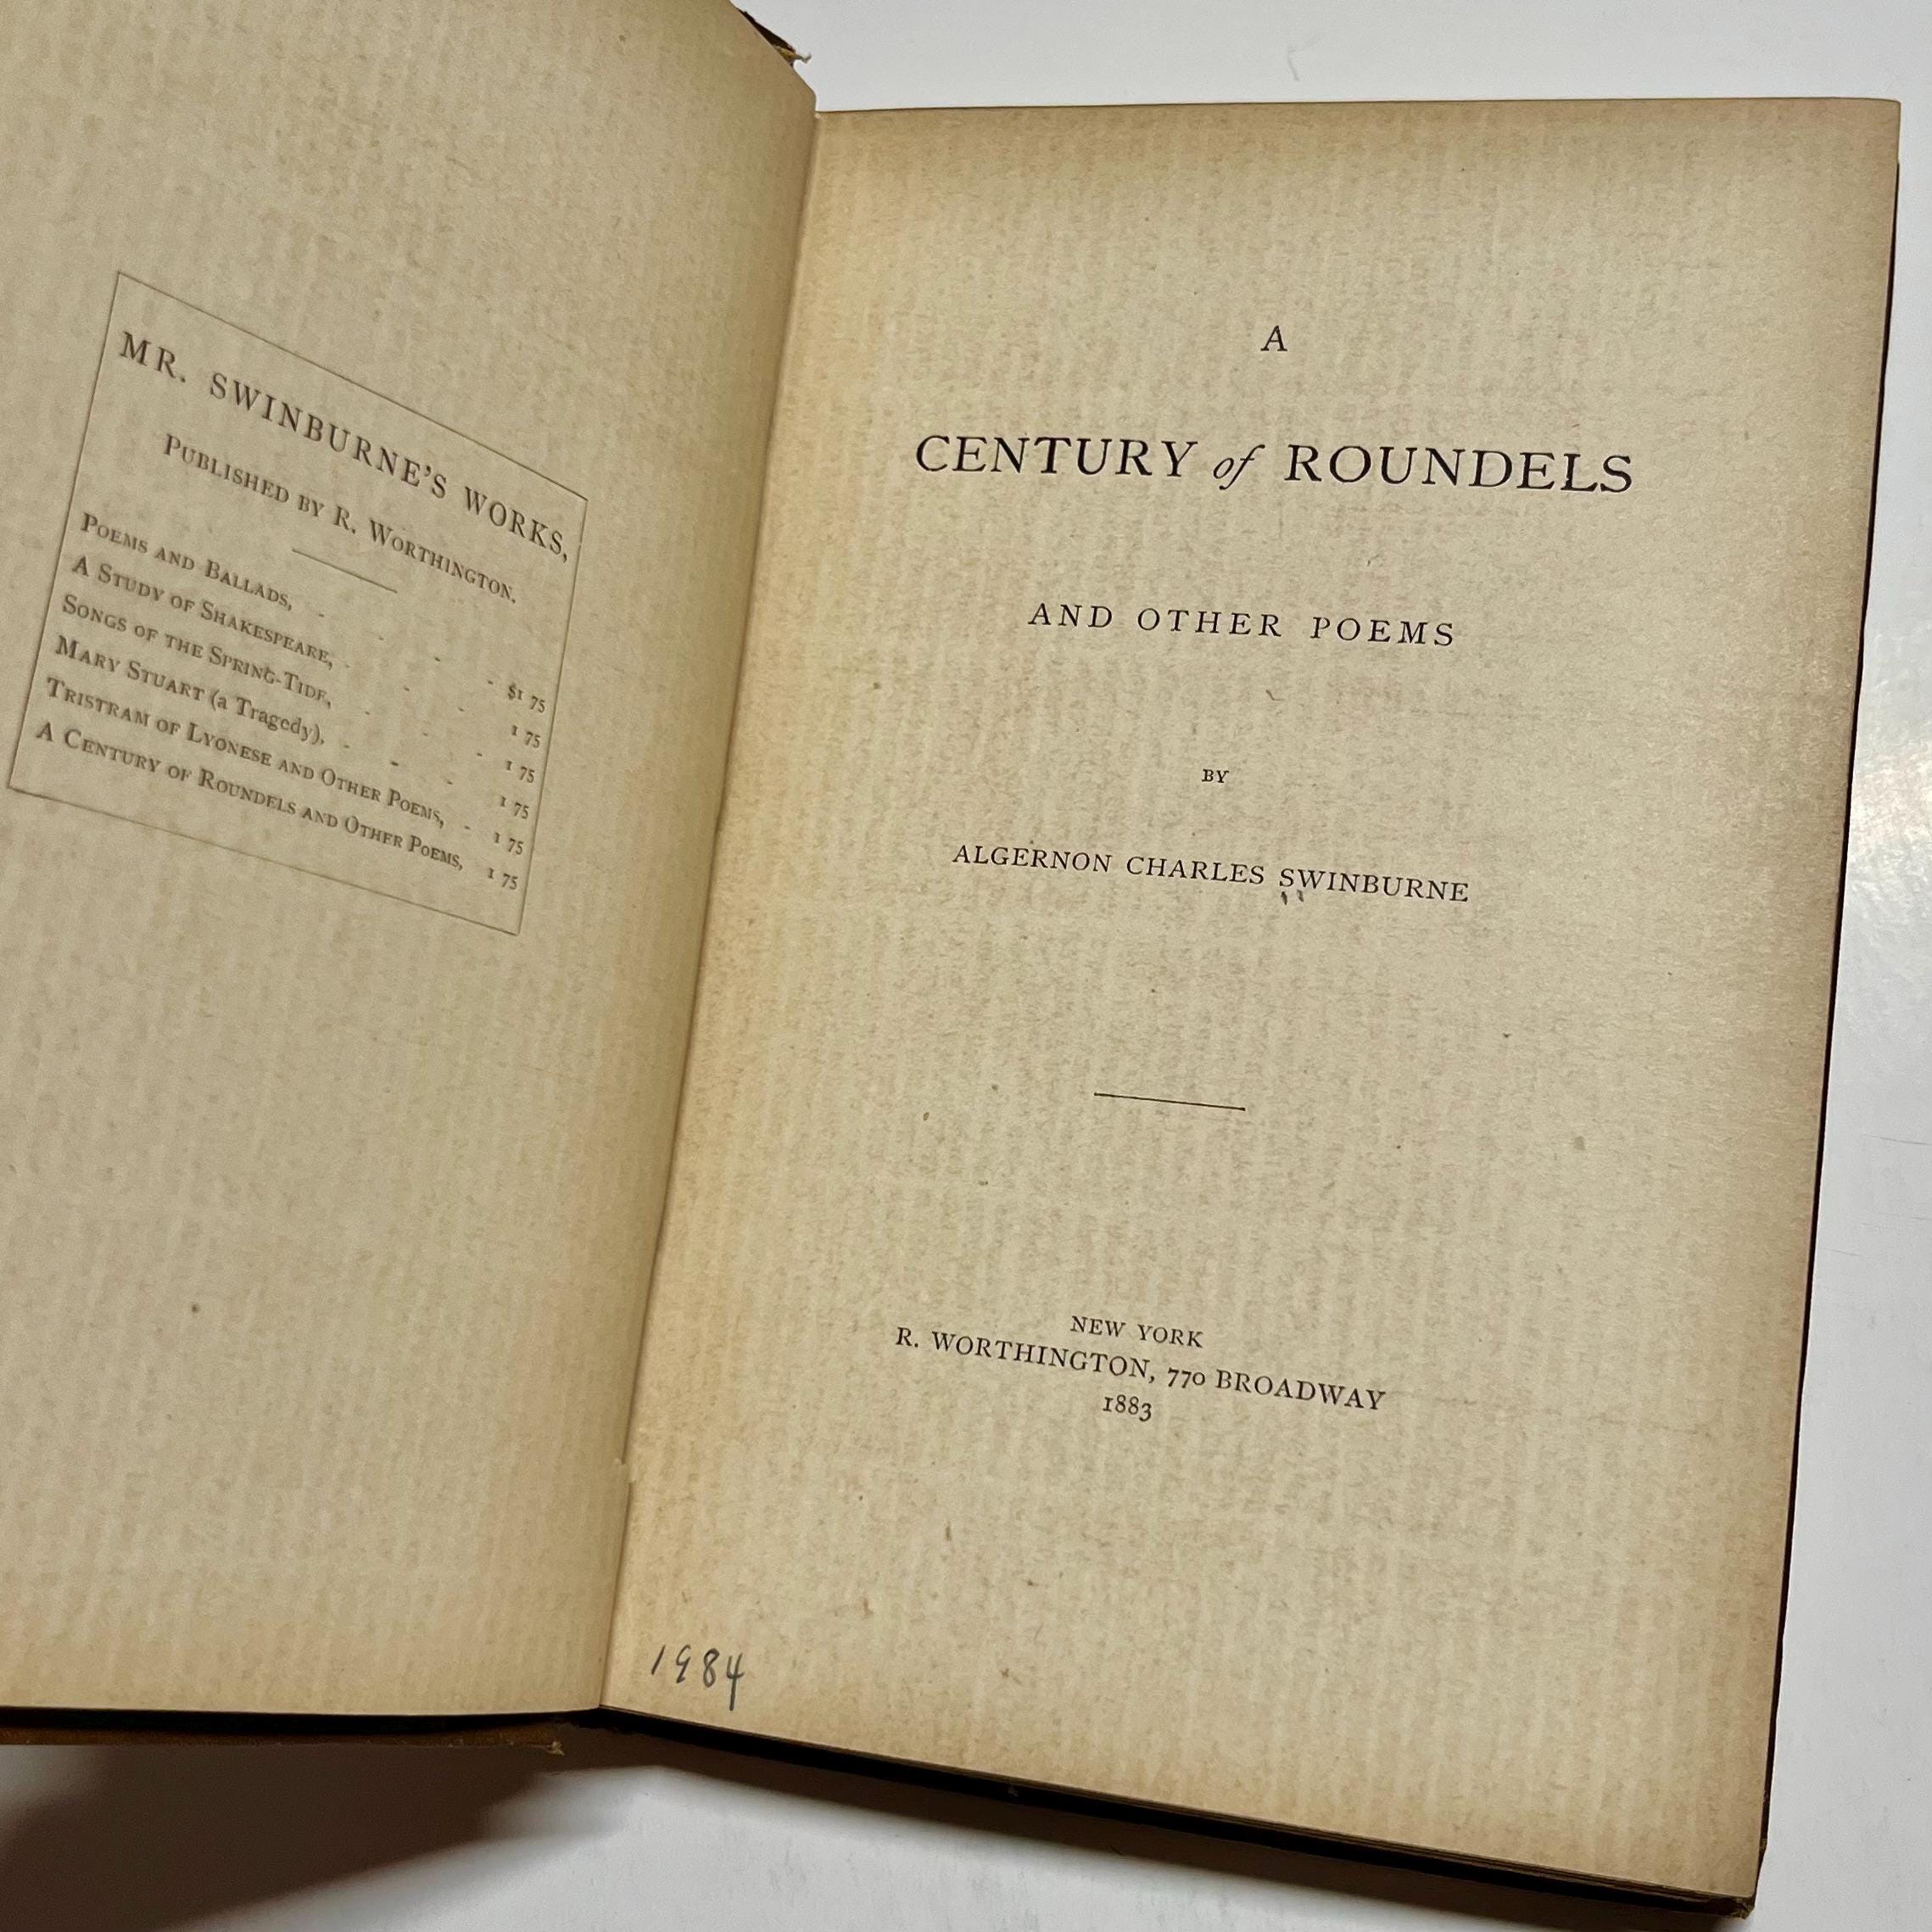 MR. SWINBURNE'S WORKS,
PUBLISHED BY R. WORTHINGTON.
POEMS AND BALLADS, - - - - $1 75
A STUDY OF SHAKESPEARE, - - - 1 75
SONGS OF THE SPRING-TIDE, - - - 1 75
MARY STUART (a Tragedy), - - - 1 75
TRISTRAM OF LYONESE AND OTHER POEMS, - 1 75
A CENTURY OF ROUNDELS AND OTHER POEMS, 1 75
A
CENTURY of ROUNDELS
AND OTHER POEMS
BY
ALGERNON CHARLES SWINBURNE
NEW YORK
R. WORTHINGTON, 770 BROADWAY
1883
1984